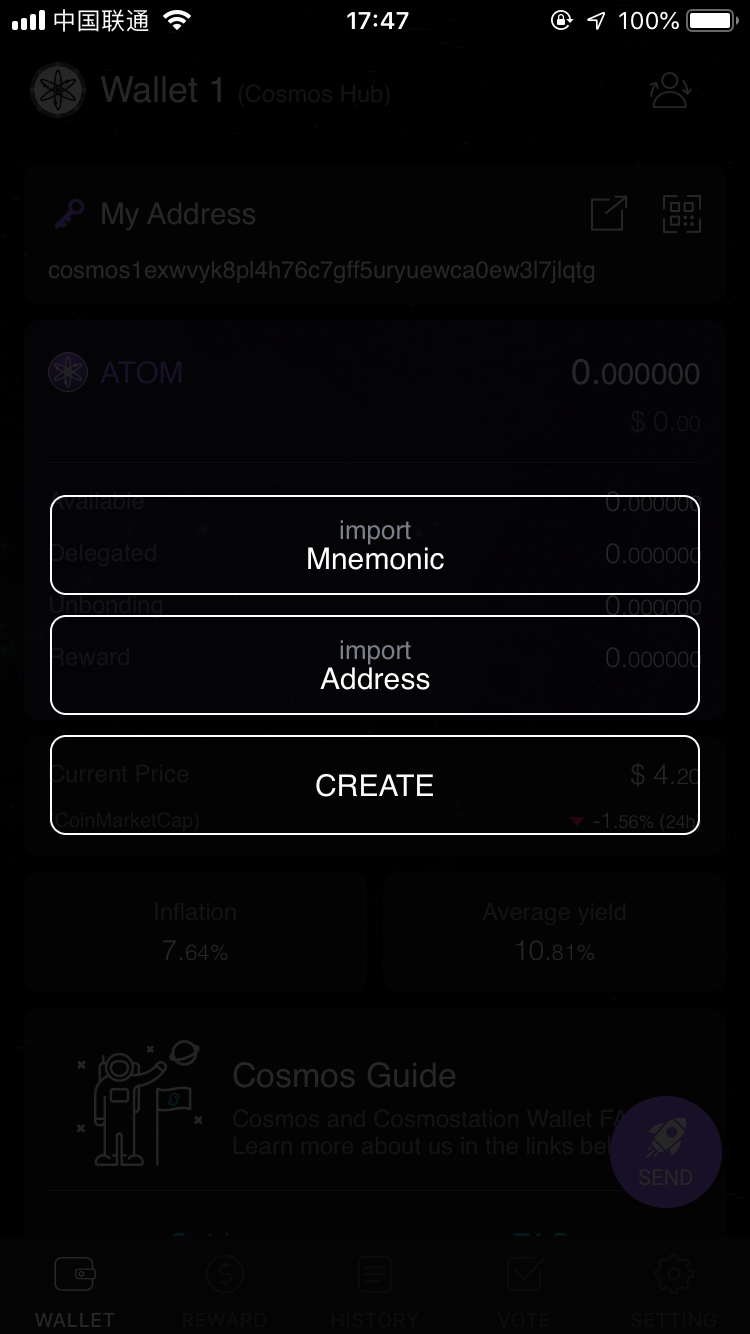 中国联通 17:47 100%
Wallet 1 (Cosmos Hub)
My Address
cosmos1exwvyk8pl4h76c7gff5uryuewca0ew3l7jlqtg
ATOM 0.000000
$ 0.00
Available 0.000000
import
Mnemonic
Delegated 0.000000
Unbonding 0.000000
import
Address
Reward 0.000000
Current Price $ 4.20
CREATE
(CoinMarketCap) -1.56% (24h
Inflation Average yield
7.64% 10.81%
Cosmos Guide
Cosmos and Cosmostation Wallet FA
Learn more about us in the links bel
SEND
WALLET REWARD HISTORY VOTE SETTING